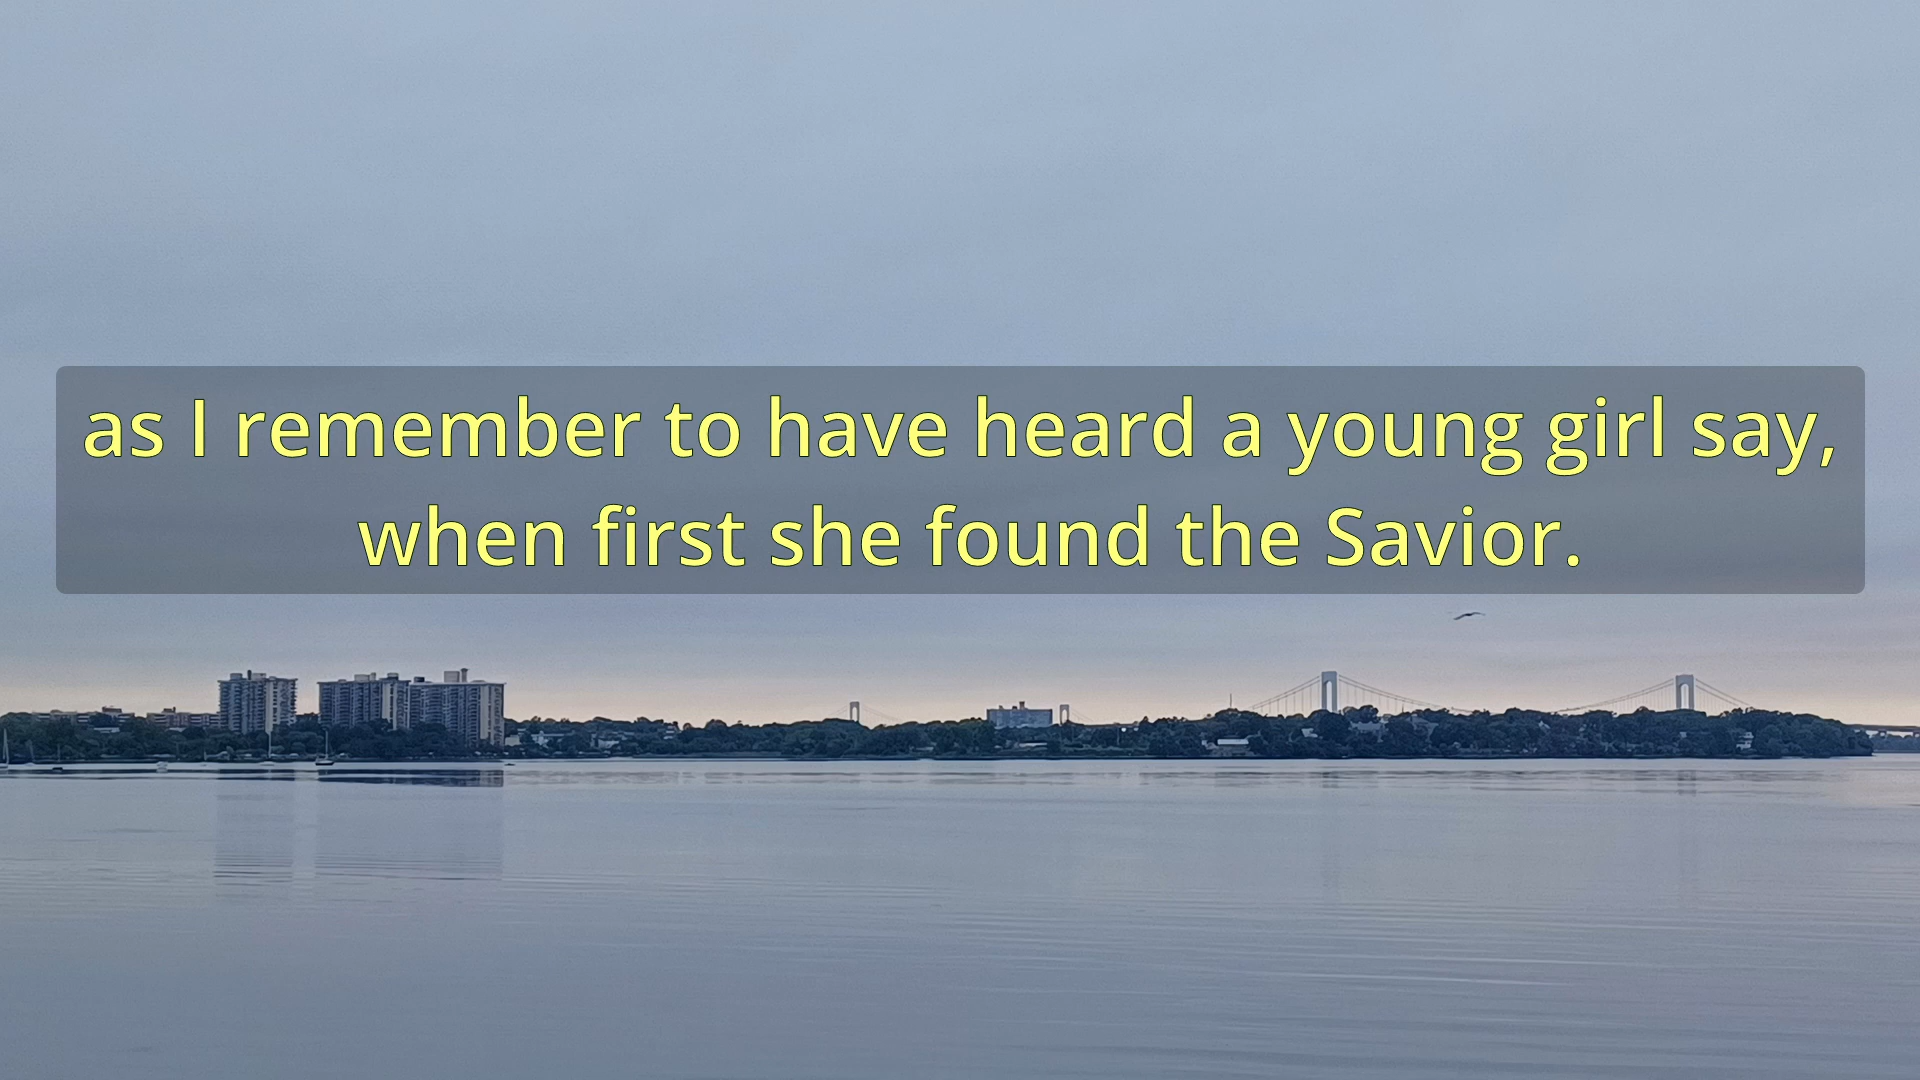 as I remember to have heard a young girl say,
when first she found the Savior.